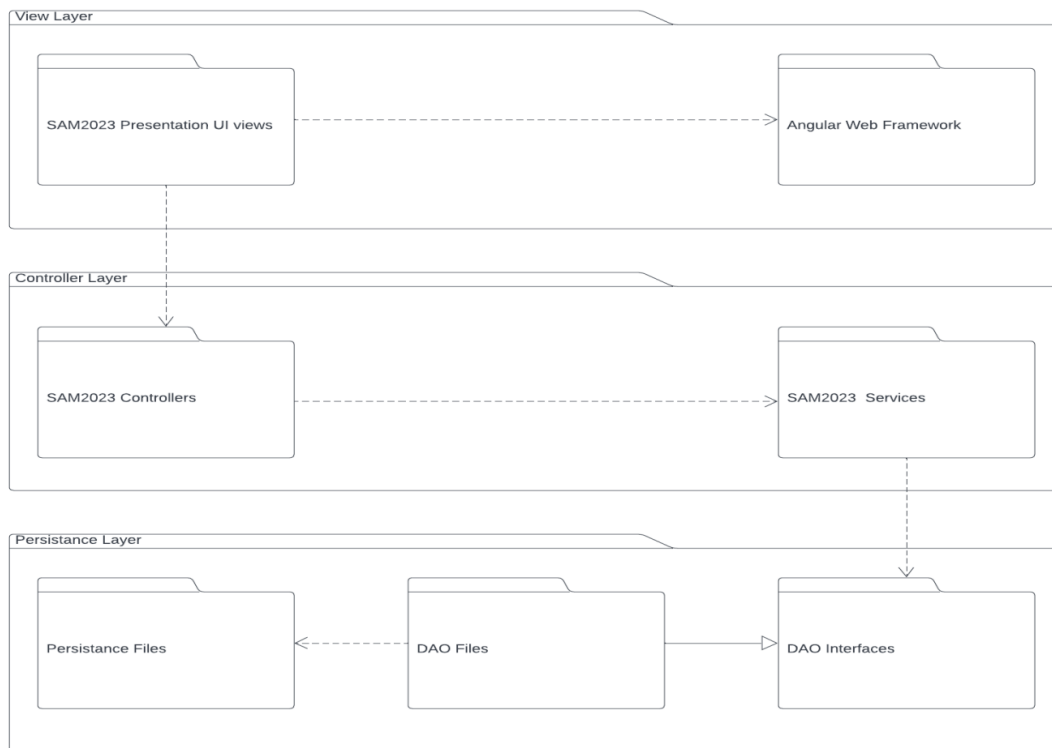 View Layer
SAM2023 Presentation UI views
Angular Web Framework
Controller Layer
SAM2023 Controllers
SAM2023  Services
Persistance Layer
Persistance Files
DAO Files
DAO Interfaces